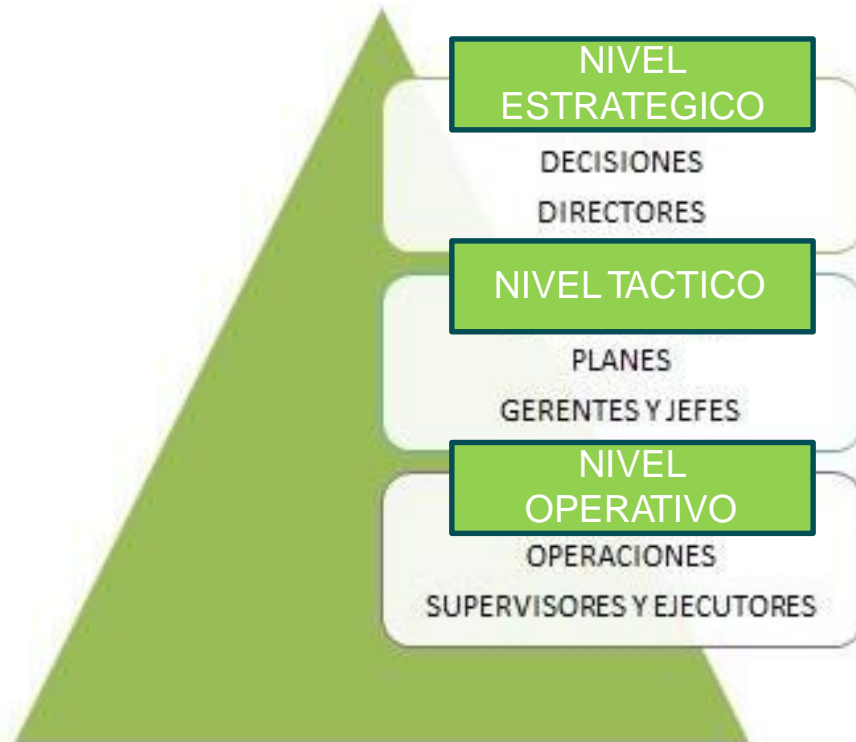 NIVEL
ESTRATEGICO
DECISIONES
DIRECTORES
NIVEL TACTICO
PLANES
GERENTES Y JEFES
NIVEL
OPERATIVO
OPERACIONES
SUPERVISORES Y EJECUTORES